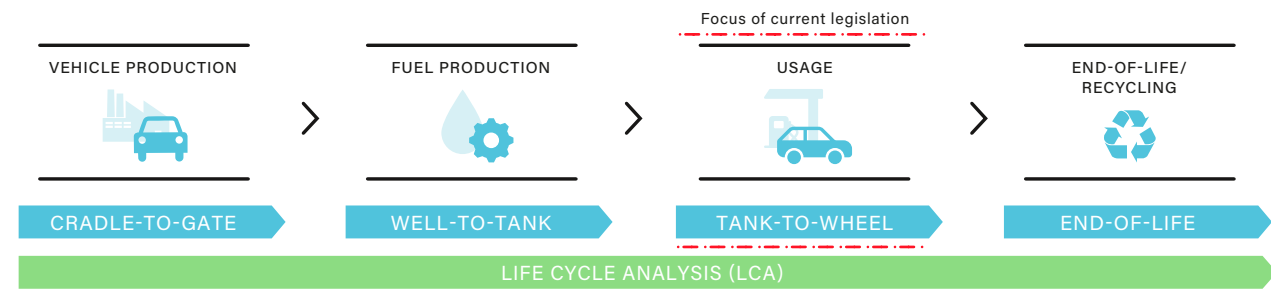 Focus of current legislation
VEHICLE PRODUCTION
FUEL PRODUCTION
USAGE
END-OF-LIFE/
RECYCLING
CRADLE-TO-GATE
WELL-TO-TANK
TANK-TO-WHEEL
END-OF-LIFE
LIFE CYCLE ANALYSIS (LCA)